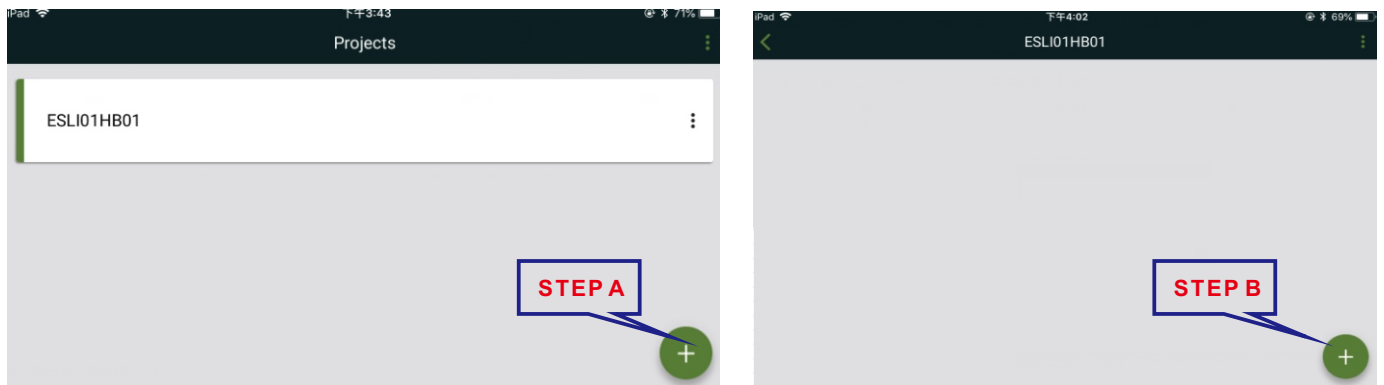 iPad 下午3:43 71%
Projects
ESLI01HB01
STEP A
+
iPad 下午4:02 69%
ESLI01HB01
STEP B
+